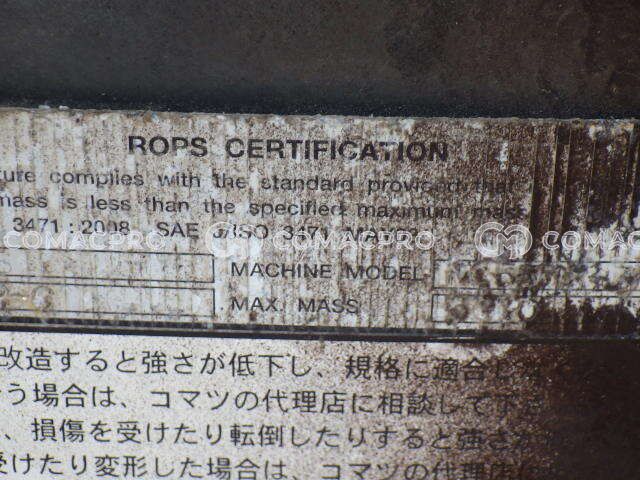 ROPS CERTIFICATION
ture complies with the standard provided that
mass is less than the specified maximum mass
3471:2008, SAE J/ISO 3471
MACHINE MODEL
MAX. MASS
COMACPRO COMACPRO COMACPRO
改造すると強さが低下し、規格に適合し
う場合は、コマツの代理店に相談して下
、損傷を受けたり転倒したりすると強さが
受けたり変形した場合は、コマツの代理店に